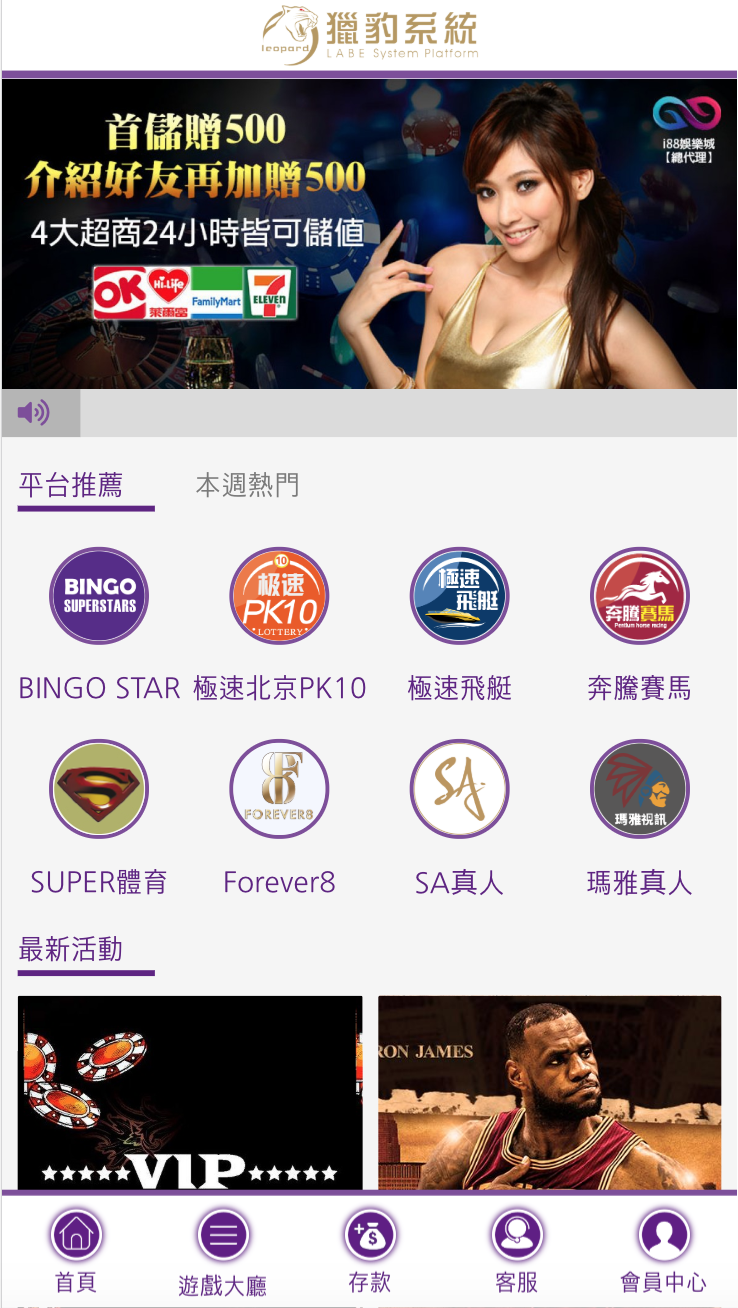 leopard
獵豹系統
LABE System Platform
i88娛樂城
【總代理】
首儲贈500
介紹好友再加贈500
4大超商24小時皆可儲值
OK
Hi-Life
萊爾富
FamilyMart
7
ELEVEN
平台推薦
本週熱門
BINGO
SUPERSTARS
10
极速
PK10
LOTTERY
極速
飛艇
奔騰賽馬
Pentium horse racing
BINGO STAR
極速北京PK10
極速飛艇
奔騰賽馬
S
F8
FOREVER8
SA
瑪雅視訊
SUPER體育
Forever8
SA真人
瑪雅真人
最新活動
★★★★★VIP★★★★★
RON JAMES
首頁
遊戲大廳
存款
客服
會員中心